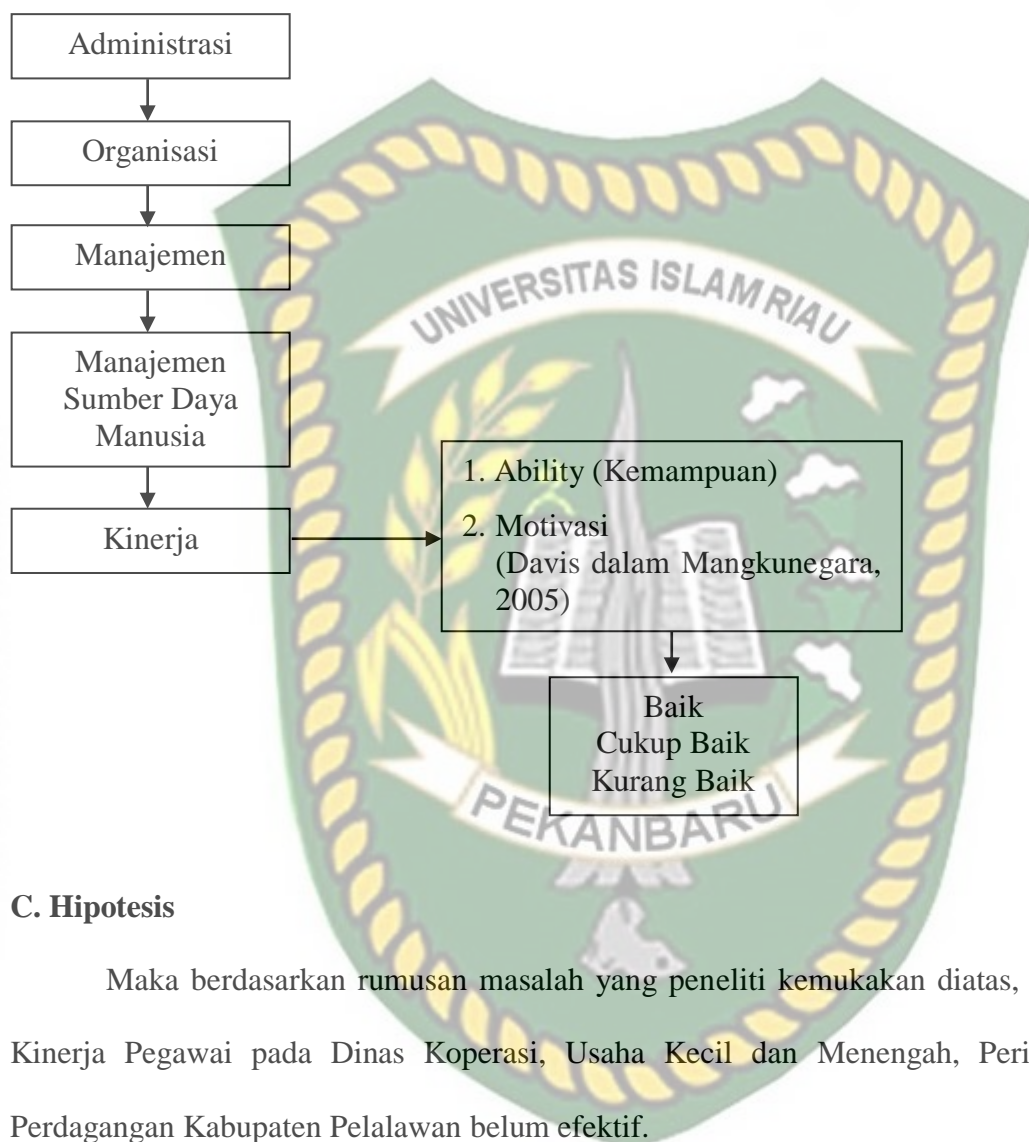 Administrasi
Organisasi
Manajemen
Manajemen
Sumber Daya
Manusia
Kinerja
1. Ability (Kemampuan)
2. Motivasi
(Davis dalam Mangkunegara,
2005)
Baik
Cukup Baik
Kurang Baik
UNIVERSITAS ISLAM RIAU
PEKANBARU
C. Hipotesis
Maka berdasarkan rumusan masalah yang peneliti kemukakan diatas,
Kinerja Pegawai pada Dinas Koperasi, Usaha Kecil dan Menengah, Peri
Perdagangan Kabupaten Pelalawan belum efektif.